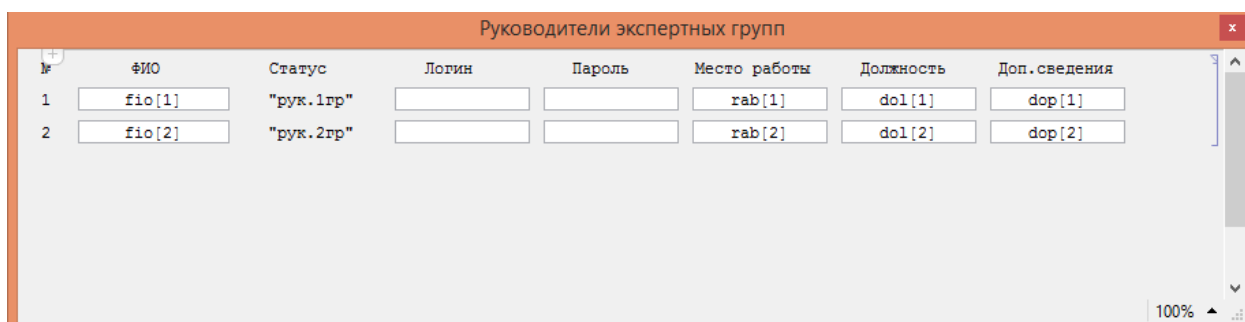 Руководители экспертных групп
x
№ ФИО Статус Логин Пароль Место работы Должность Доп.сведения
1 fio[1] "рук.1гр" rab[1] dol[1] dop[1]
2 fio[2] "рук.2гр" rab[2] dol[2] dop[2]
100%